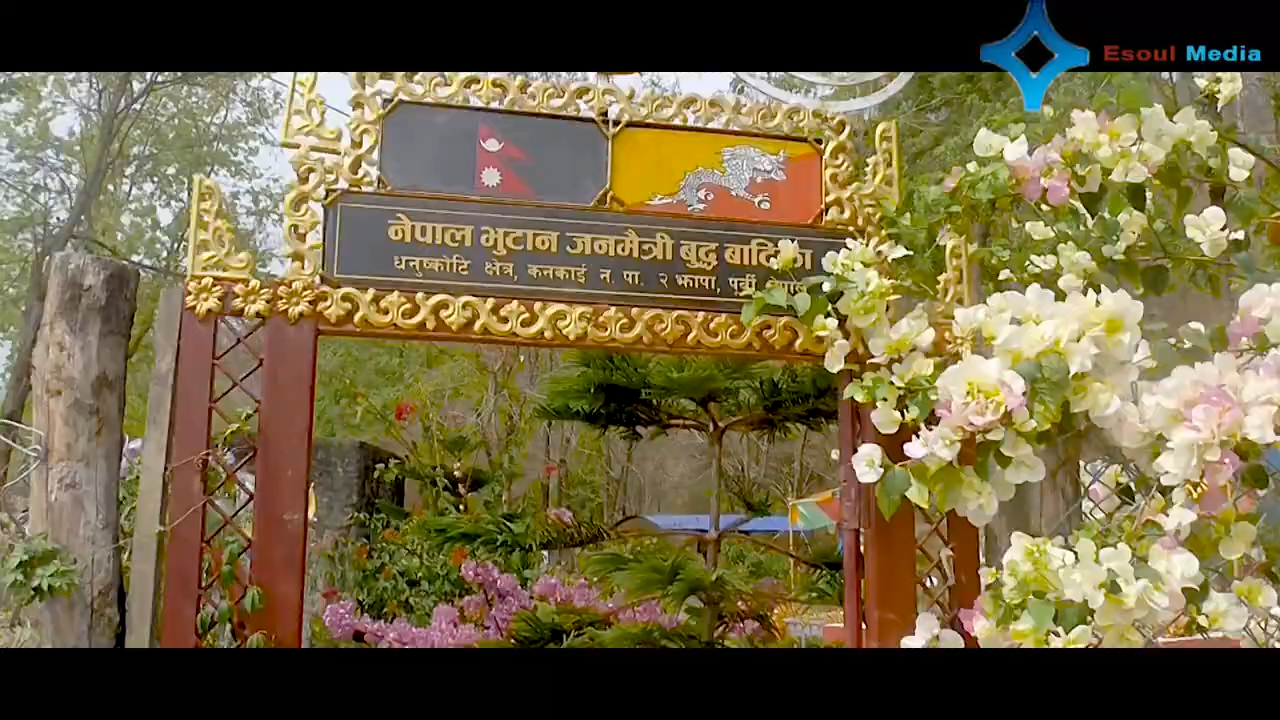 Esoul Media
नेपाल भुटान जनमैत्री बुद्ध
धनुष्कोटि क्षेत्र, कनकाई न. पा. २ झापा, पूर्वी नेपाल